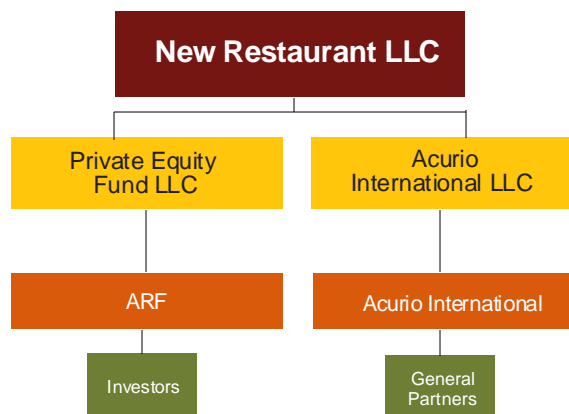 New Restaurant LLC
Private Equity
Fund LLC
Acurio
International LLC
ARF
Acurio International
Investors
General
Partners